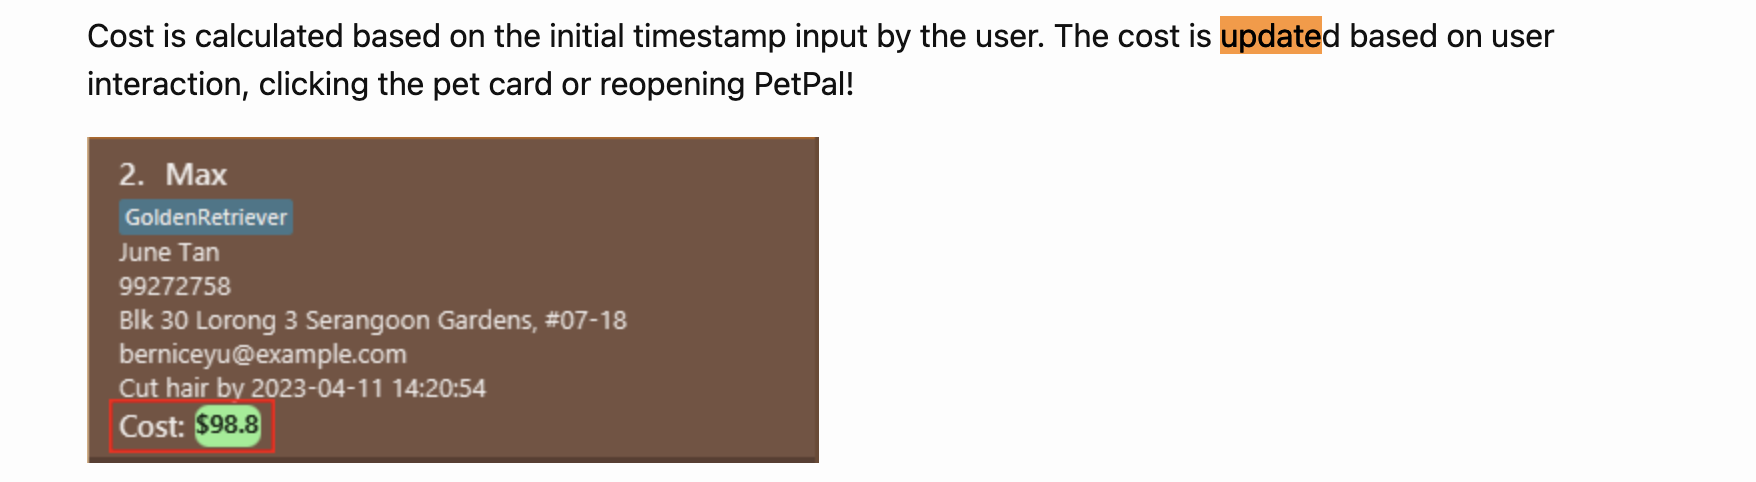 Cost is calculated based on the initial timestamp input by the user. The cost is updated based on user
interaction, clicking the pet card or reopening PetPal!
2. Max
GoldenRetriever
June Tan
99272758
Blk 30 Lorong 3 Serangoon Gardens, #07-18
berniceyu@example.com
Cut hair by 2023-04-11 14:20:54
Cost: $98.8